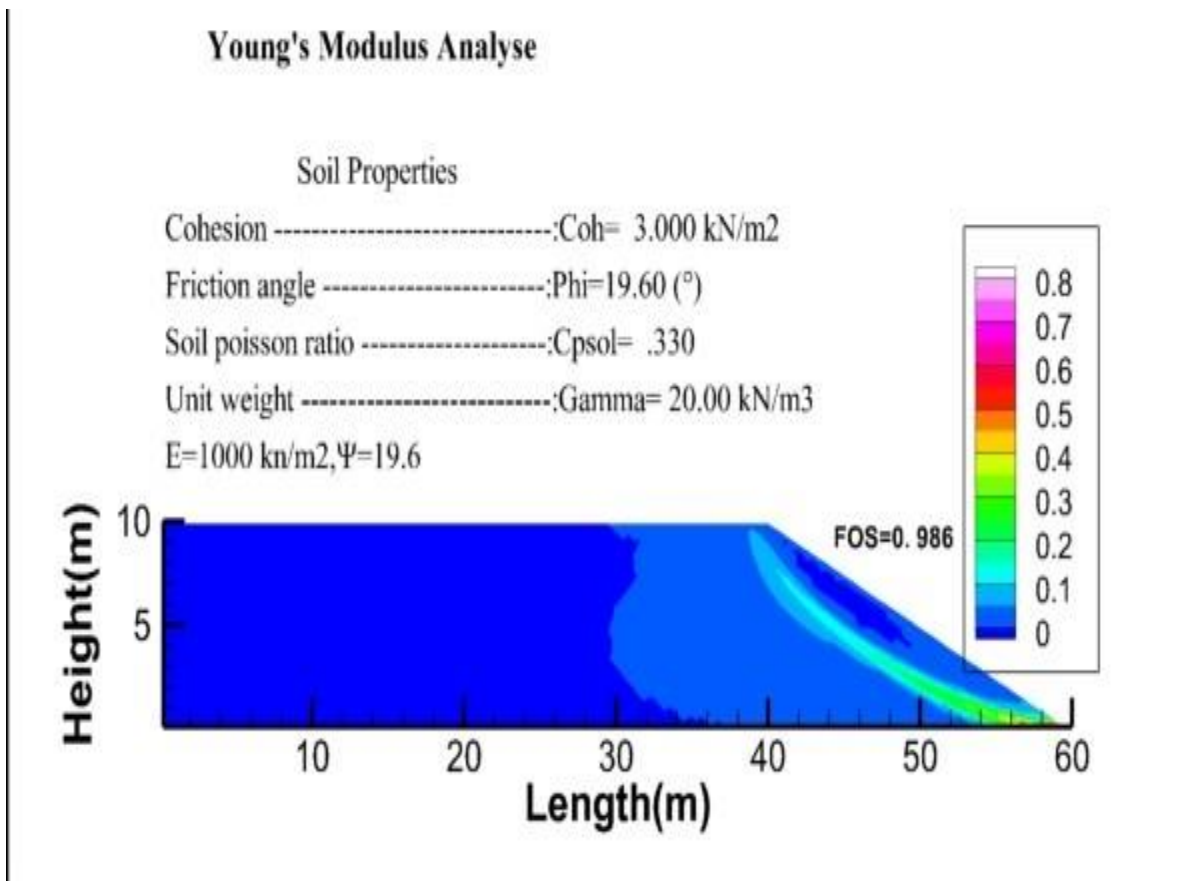 Young's Modulus Analyse
Soil Properties
Cohesion -----------------------------:Coh= 3.000 kN/m2
Friction angle ------------------------:Phi=19.60 (°)
Soil poisson ratio --------------------:Cpsol= .330
Unit weight ---------------------------:Gamma= 20.00 kN/m3
E=1000 kn/m2,Ψ=19.6
0.8
0.7
0.6
0.5
0.4
0.3
0.2
0.1
0
FOS=0. 986
Height(m)
10
5
10 20 30 40 50 60
Length(m)